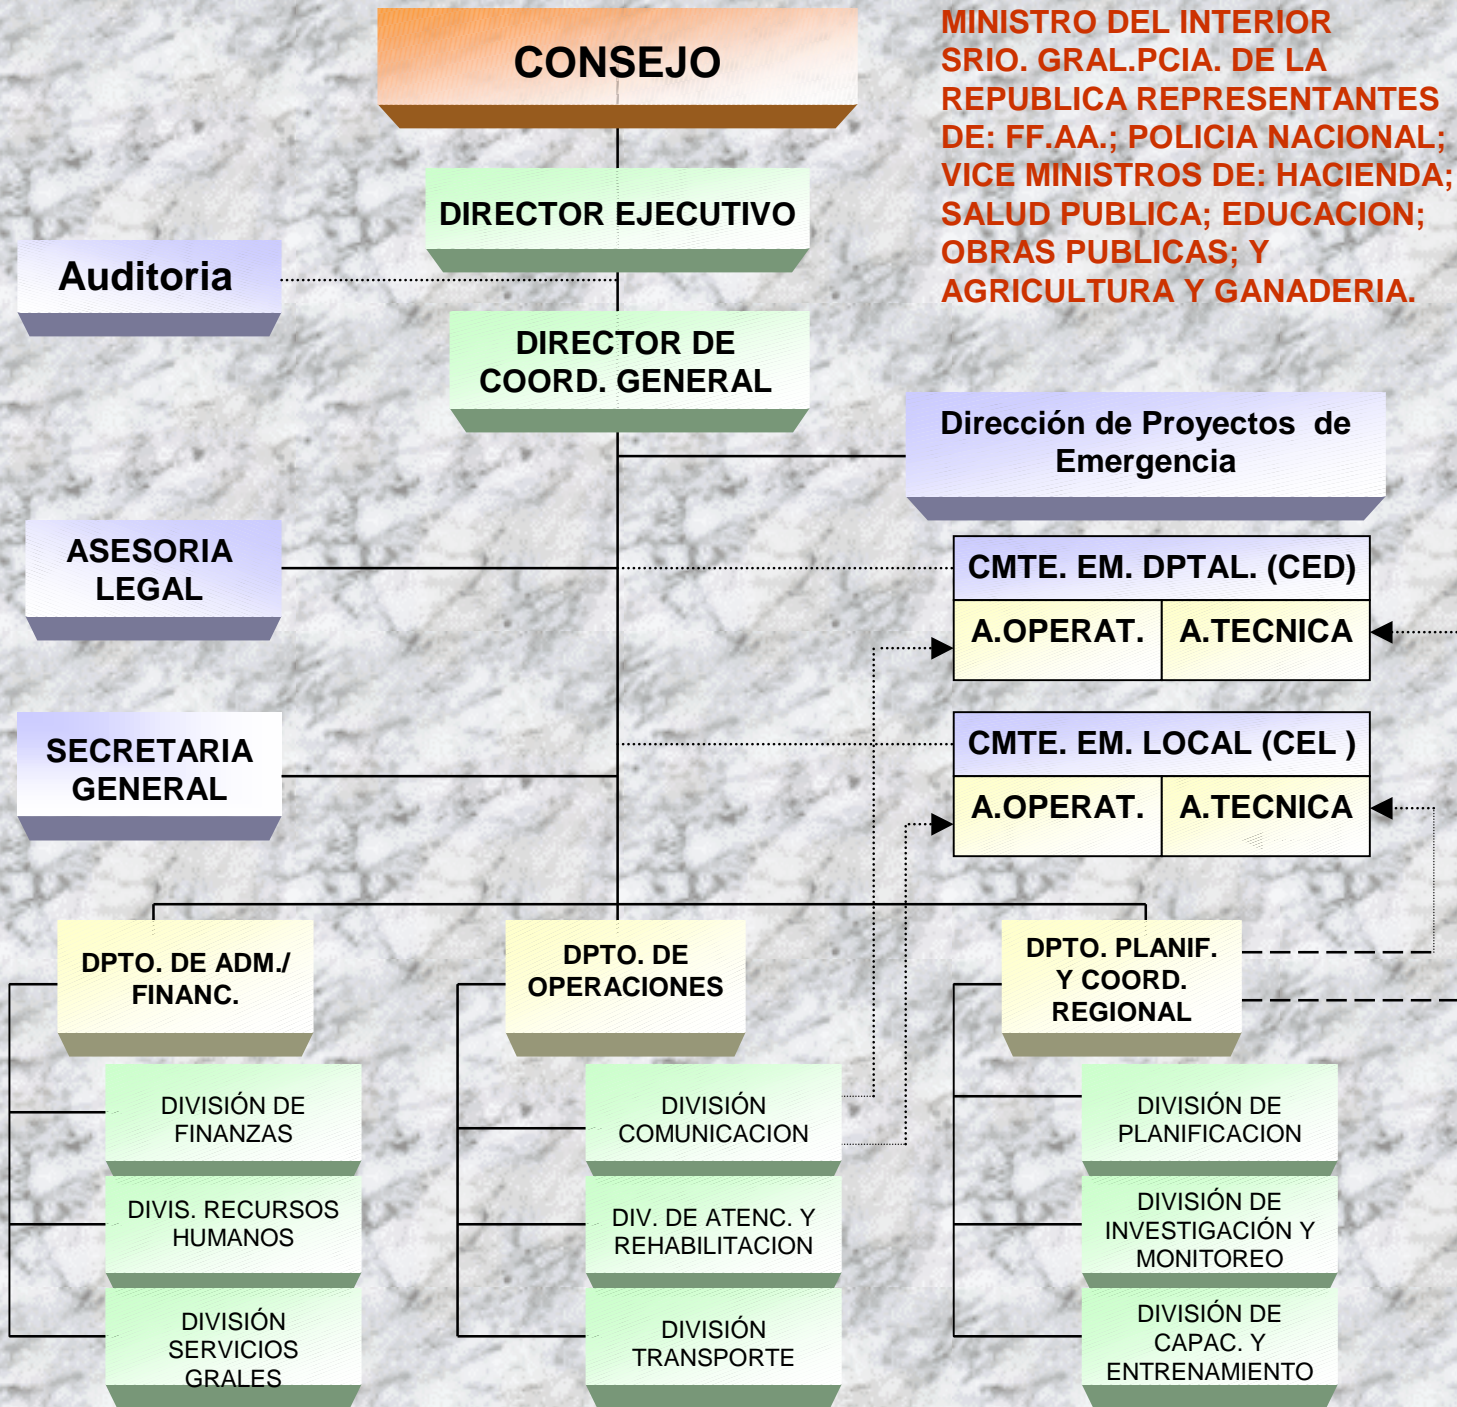 CONSEJO
MINISTRO DEL INTERIOR
SRIO. GRAL.PCIA. DE LA
REPUBLICA REPRESENTANTES
DE: FF.AA.; POLICIA NACIONAL;
VICE MINISTROS DE: HACIENDA;
SALUD PUBLICA; EDUCACION;
OBRAS PUBLICAS; Y
AGRICULTURA Y GANADERIA.
DIRECTOR EJECUTIVO
Auditoria
DIRECTOR DE
COORD. GENERAL
Dirección de Proyectos de
Emergencia
ASESORIA
LEGAL
CMTE. EM. DPTAL. (CED)
A.OPERAT.
A.TECNICA
SECRETARIA
GENERAL
CMTE. EM. LOCAL (CEL )
A.OPERAT.
A.TECNICA
DPTO. DE ADM./
FINANC.
DIVISIÓN DE
FINANZAS
DIVIS. RECURSOS
HUMANOS
DIVISIÓN
SERVICIOS
GRALES
DPTO. DE
OPERACIONES
DIVISIÓN
COMUNICACION
DIV. DE ATENC. Y
REHABILITACION
DIVISIÓN
TRANSPORTE
DPTO. PLANIF.
Y COORD.
REGIONAL
DIVISIÓN DE
PLANIFICACION
DIVISIÓN DE
INVESTIGACIÓN Y
MONITOREO
DIVISIÓN DE
CAPAC. Y
ENTRENAMIENTO